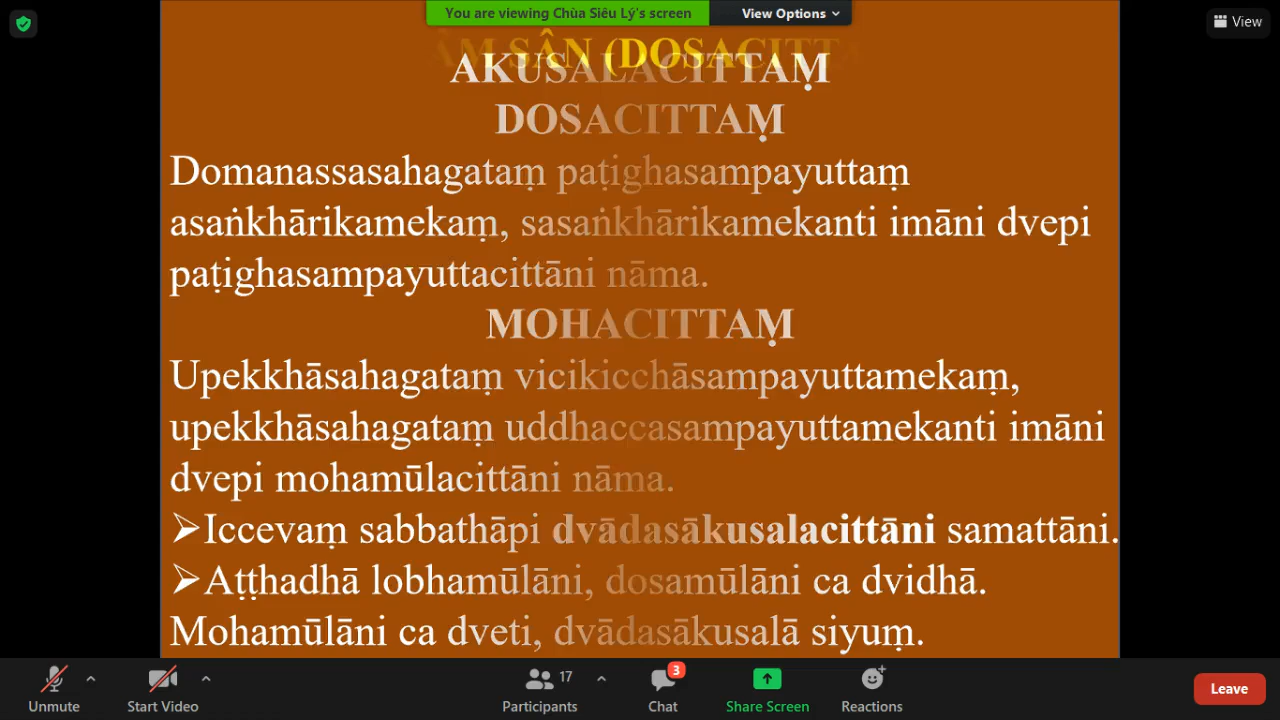 You are viewing Chùa Siêu Lý's screen
View Options
View
SÂN (DOSACITT
AKUSALACITTAṂ
DOSACITTAṂ
Domanassasahagataṃ paṭighasampayuttaṃ
asaṅkhārikamekaṃ, sasaṅkhārikamekanti imāni dvepi
paṭighasampayuttacittāni nāma.
MOHACITTAṂ
Upekkhāsahagataṃ vicikicchāsampayuttamekaṃ,
upekkhāsahagataṃ uddhaccasampayuttamekanti imāni
dvepi mohamūlacittāni nāma.
➢Iccevaṃ sabbathāpi dvādasākusalacittāni samattāni.
➢Aṭṭhadhā lobhamūlāni, dosamūlāni ca dvidhā.
Mohamūlāni ca dveti, dvādasākusalā siyuṃ.
Unmute
Start Video
17
Participants
3
Chat
Share Screen
Reactions
Leave